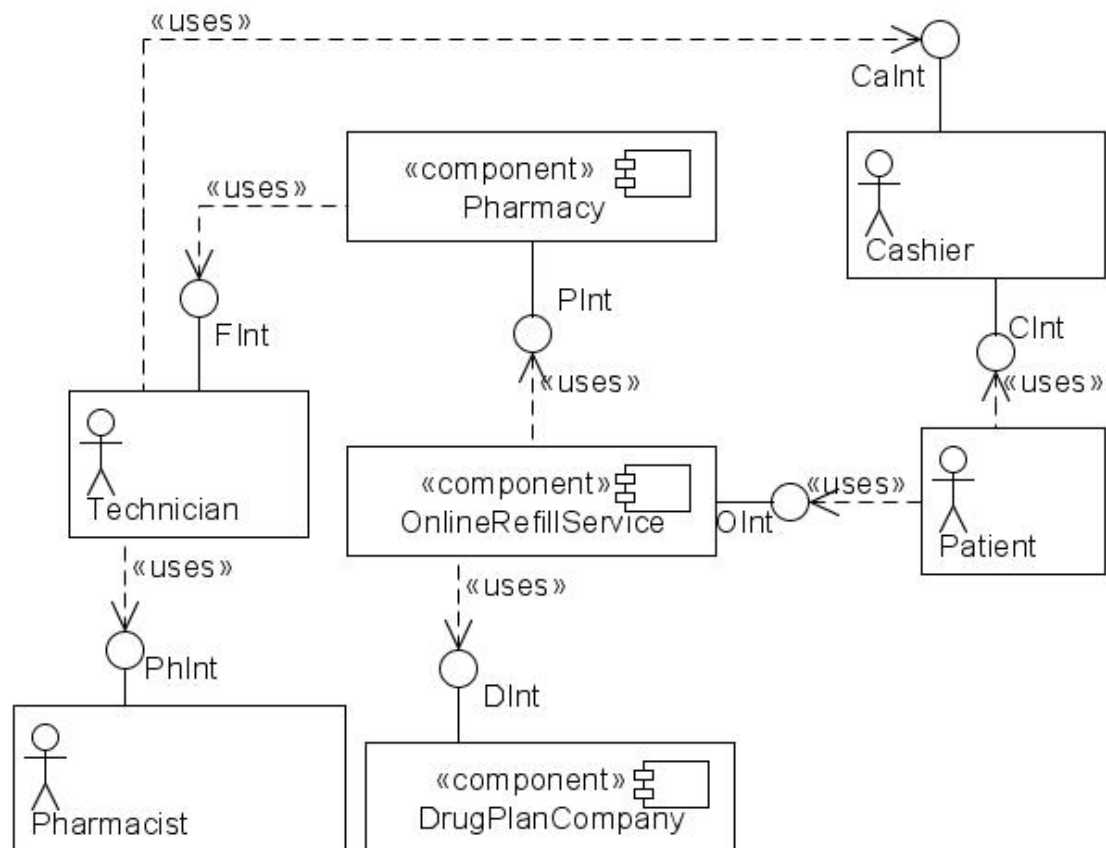 «uses»
CaInt
«component»
Pharmacy
«uses»
Cashier
FInt
PInt
CInt
«uses»
«uses»
Technician
«component»
OnlineRefillService
OInt
«uses»
Patient
«uses»
«uses»
PhInt
DInt
Pharmacist
«component»
DrugPlanCompany